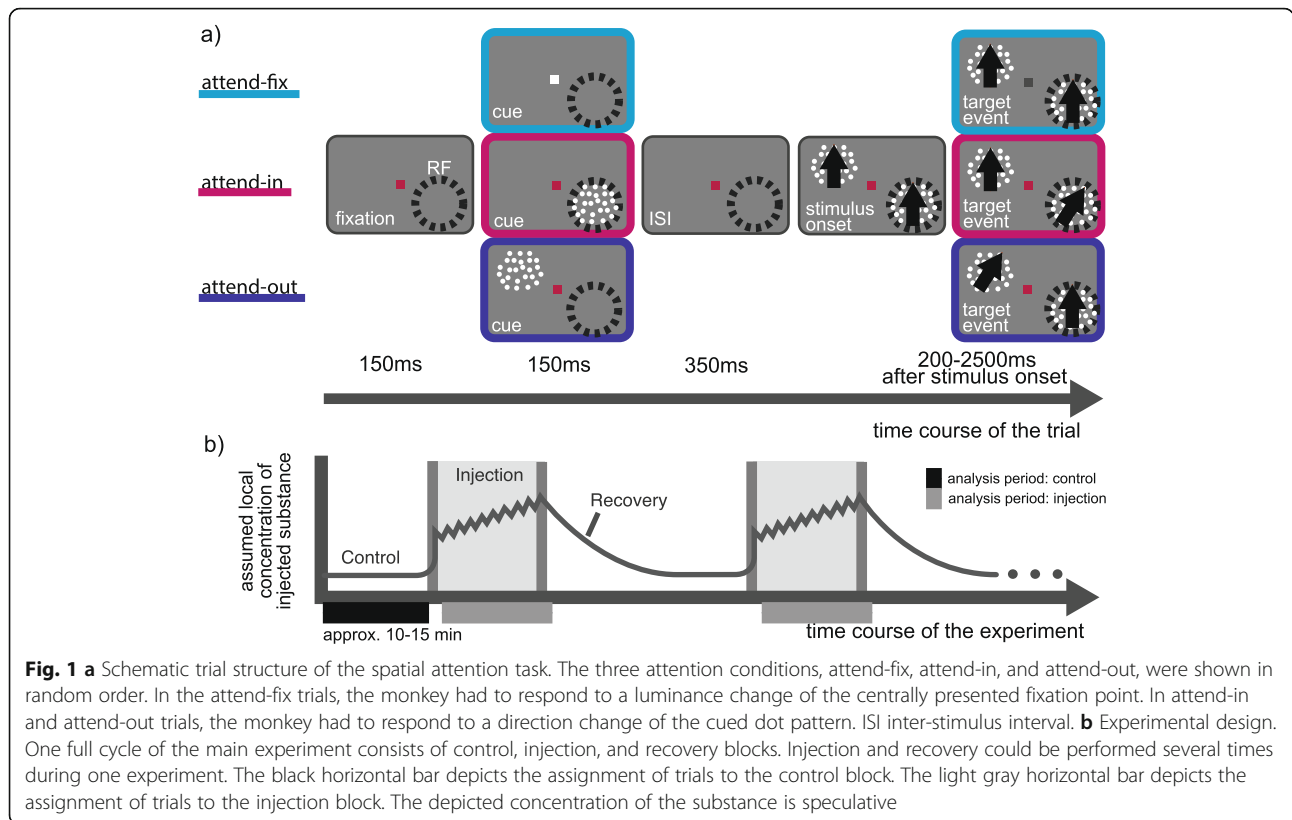 a)
attend-fix
cue
target
event
attend-in
RF
fixation
cue
ISI
stimulus
onset
target
event
attend-out
cue
target
event
150ms
150ms
350ms
200-2500ms
after stimulus onset
time course of the trial
b)
assumed local
concentration of
injected substance
Control
Injection
Recovery
analysis period: control
analysis period: injection
approx. 10-15 min
time course of the experiment
Fig. 1 a Schematic trial structure of the spatial attention task. The three attention conditions, attend-fix, attend-in, and attend-out, were shown in
random order. In the attend-fix trials, the monkey had to respond to a luminance change of the centrally presented fixation point. In attend-in
and attend-out trials, the monkey had to respond to a direction change of the cued dot pattern. ISI inter-stimulus interval. b Experimental design.
One full cycle of the main experiment consists of control, injection, and recovery blocks. Injection and recovery could be performed several times
during one experiment. The black horizontal bar depicts the assignment of trials to the control block. The light gray horizontal bar depicts the
assignment of trials to the injection block. The depicted concentration of the substance is speculative